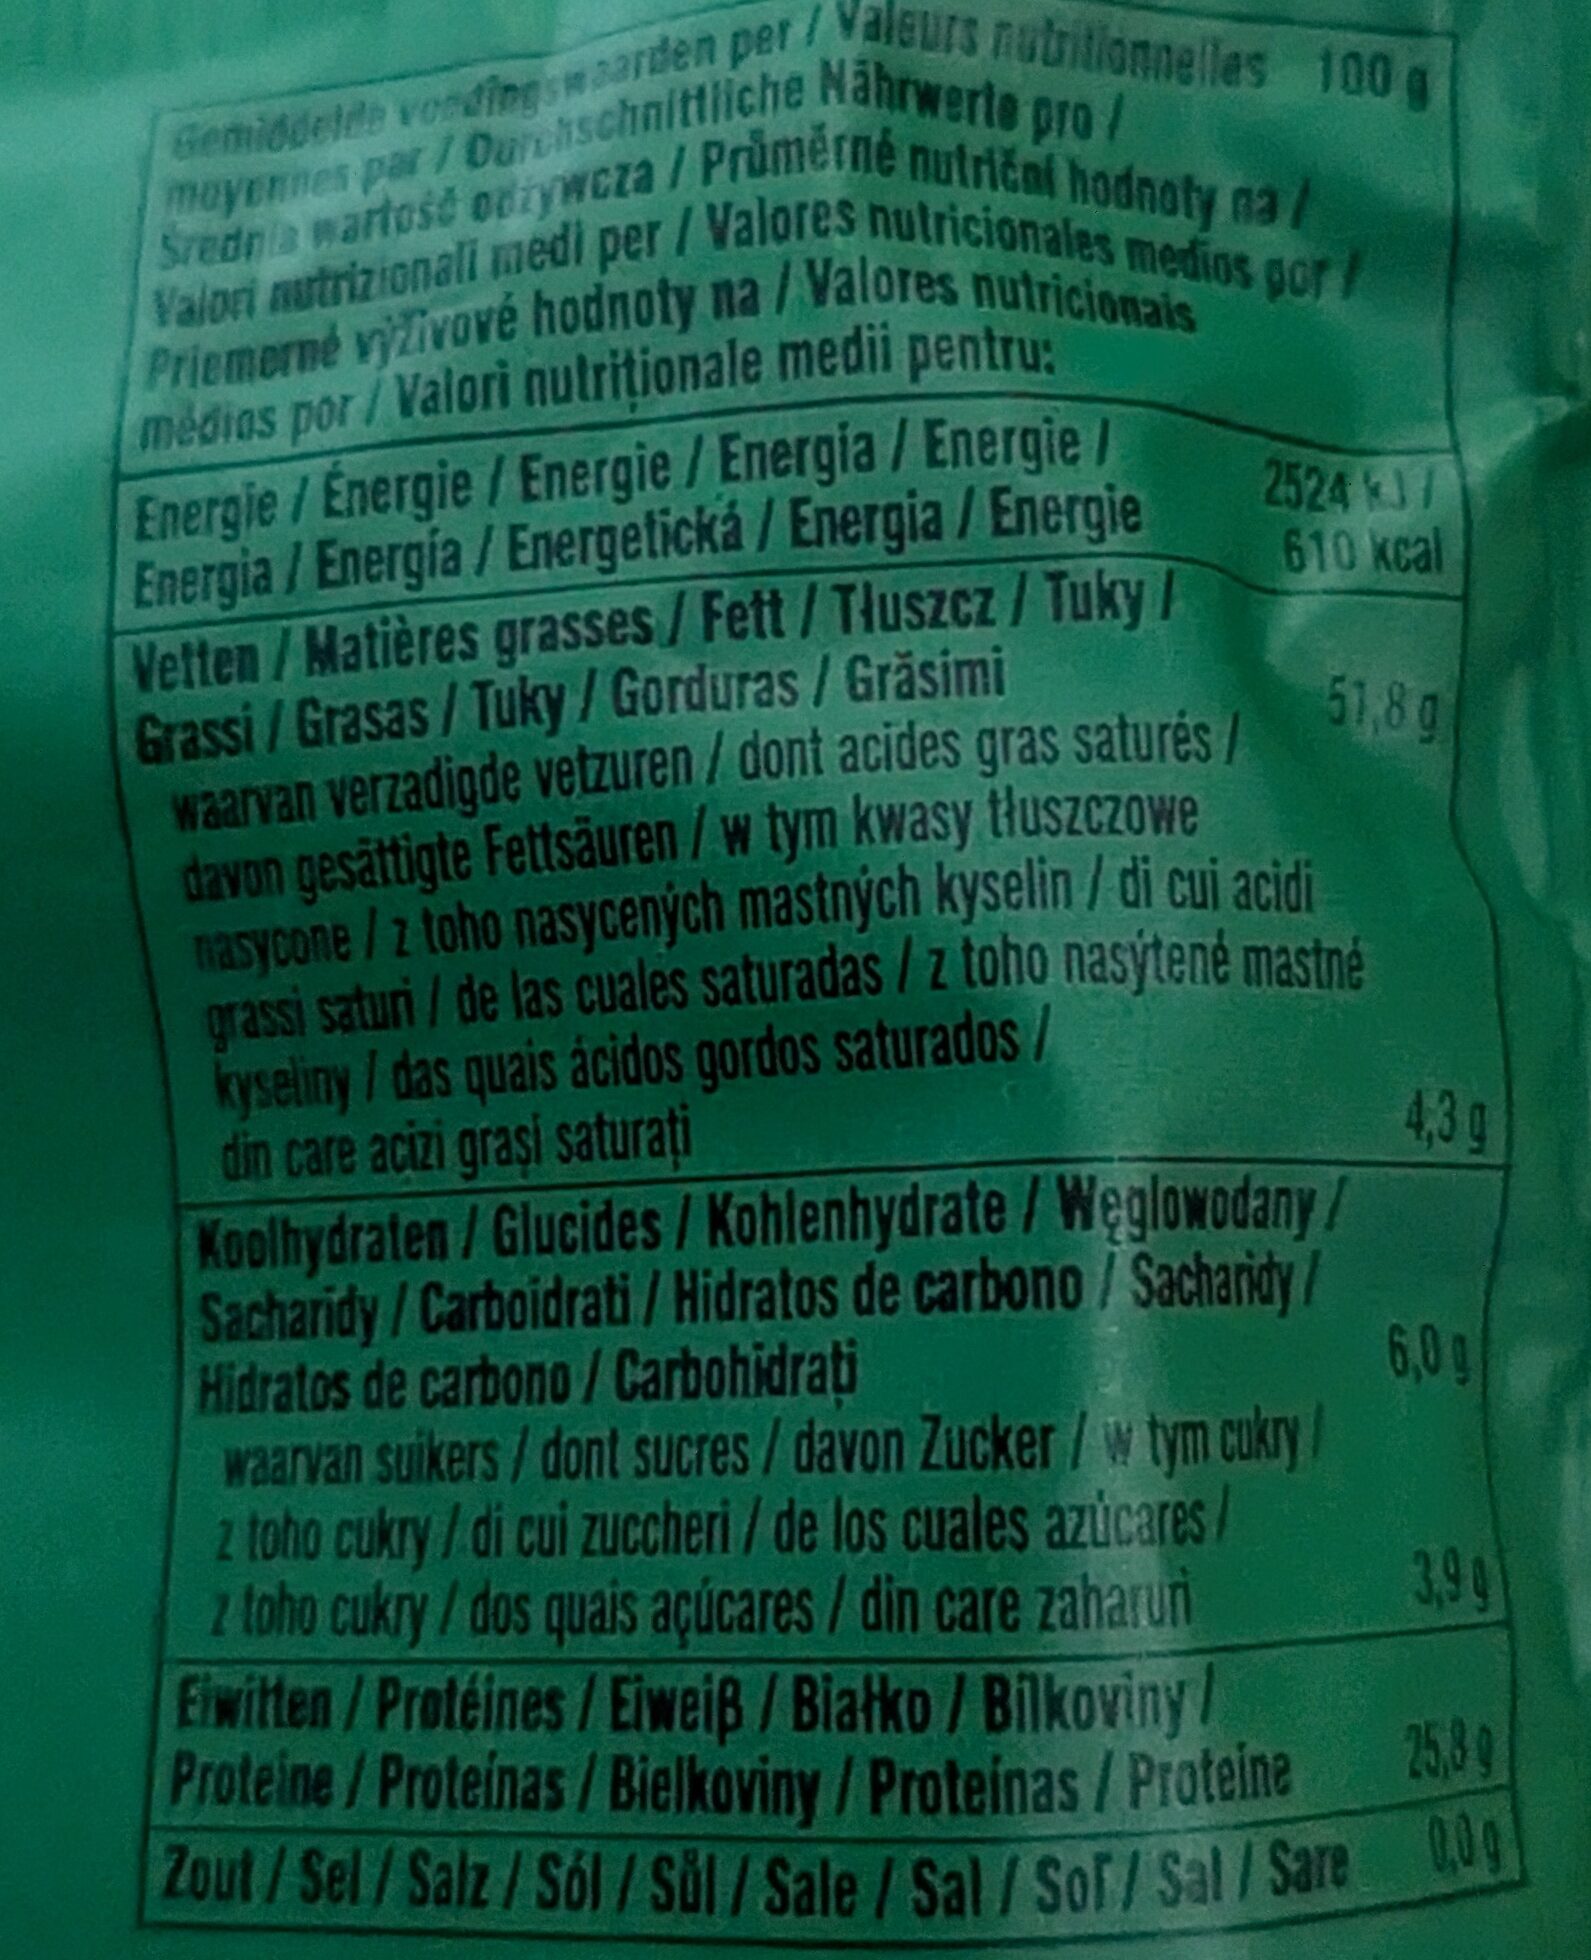 Gemiddelde voedingswaarden per / Valeurs nutritionnelles 100 g
moyennes par / Durchschnittliche Nährwerte pro /
Średnia wartość odżywcza / Průměrné nutriční hodnoty na /
Valori nutrizionali medi per / Valores nutricionales medios por /
Priemerné výživové hodnoty na / Valores nutricionais
médios por / Valori nutriționale medii pentru:
Energie / Énergie / Energie / Energia / Energie / 2524 kJ /
Energia / Energía / Energetická / Energia / Energie 610 kcal
Vetten / Matières grasses / Fett / Tłuszcz / Tuky /
Grassi / Grasas / Tuky / Gorduras / Grăsimi 51,8 g
waarvan verzadigde vetzuren / dont acides gras saturés /
davon gesättigte Fettsäuren / w tym kwasy tłuszczowe
nasycone / z toho nasycených mastných kyselin / di cui acidi
grassi saturi / de las cuales saturadas / z toho nasýtené mastné
kyseliny / das quais ácidos gordos saturados /
din care acizi grași saturați 4,3 g
Koolhydraten / Glucides / Kohlenhydrate / Węglowodany /
Sacharidy / Carboidrati / Hidratos de carbono / Sacharidy /
Hidratos de carbono / Carbohidrați 6,0 g
waarvan suikers / dont sucres / davon Zucker / w tym cukry /
z toho cukry / di cui zuccheri / de los cuales azúcares /
z toho cukry / dos quais açúcares / din care zaharuri 3,9 g
Eiwitten / Protéines / Eiweiβ / Białko / Bílkoviny /
Proteine / Proteínas / Bielkoviny / Proteínas / Proteine 25,8 g
Zout / Sel / Salz / Sól / Sůl / Sale / Sal / Soľ / Sal / Sare 0,0 g